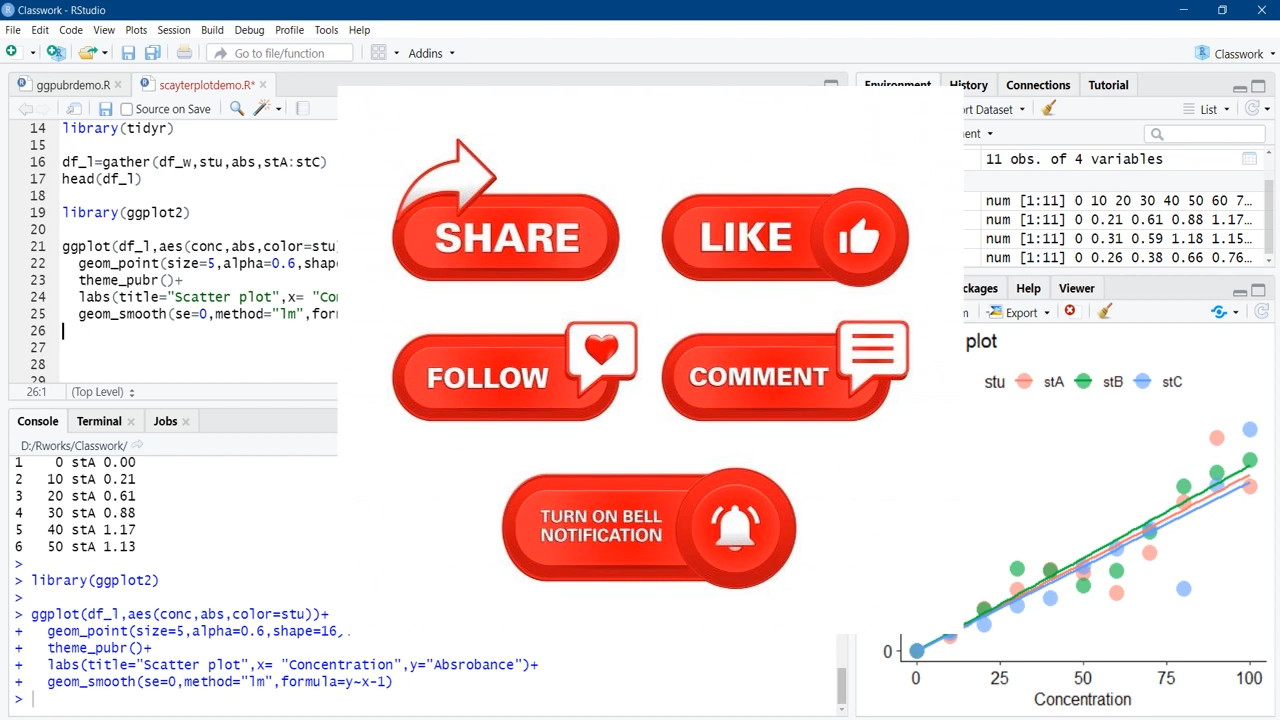 Classwork - RStudio
File Edit Code View Plots Session Build Debug Profile Tools Help
Go to file/function
Addins
Classwork
ggpubrdemo.R
scayterplotdemo.R*
Source on Save
14 library(tidyr)
15
16 df_l=gather(df_w,stu,abs,stA:stC)
17 head(df_l)
18
19 library(ggplot2)
20
21 ggplot(df_l,aes(conc,abs,color=stu)
22 geom_point(size=5,alpha=0.6,shap
23 theme_pubr()+
24 labs(title="Scatter plot",x= "Co
25 geom_smooth(se=0,method="lm",for
26
27
28
29
26:1 (Top Level)
Console Terminal Jobs
D:/Rworks/Classwork/
1 0 stA 0.00
2 10 stA 0.21
3 20 stA 0.61
4 30 stA 0.88
5 40 stA 1.17
6 50 stA 1.13
>
> library(ggplot2)
>
> ggplot(df_l,aes(conc,abs,color=stu))+
+ geom_point(size=5,alpha=0.6,shape=16,
+ theme_pubr()+
+ labs(title="Scatter plot",x= "Concentration",y="Absrobance")+
+ geom_smooth(se=0,method="lm",formula=y~x-1)
>
SHARE
LIKE
FOLLOW
COMMENT
TURN ON BELL
NOTIFICATION
Environment History Connections Tutorial
ort Dataset
List
ent
11 obs. of 4 variables
num [1:11] 0 10 20 30 40 50 60 7…
num [1:11] 0 0.21 0.61 0.88 1.17…
num [1:11] 0 0.31 0.59 1.18 1.15…
num [1:11] 0 0.26 0.38 0.66 0.76…
ckages Help Viewer
m Export
plot
stu stA stB stC
0
0 25 50 75 100
Concentration